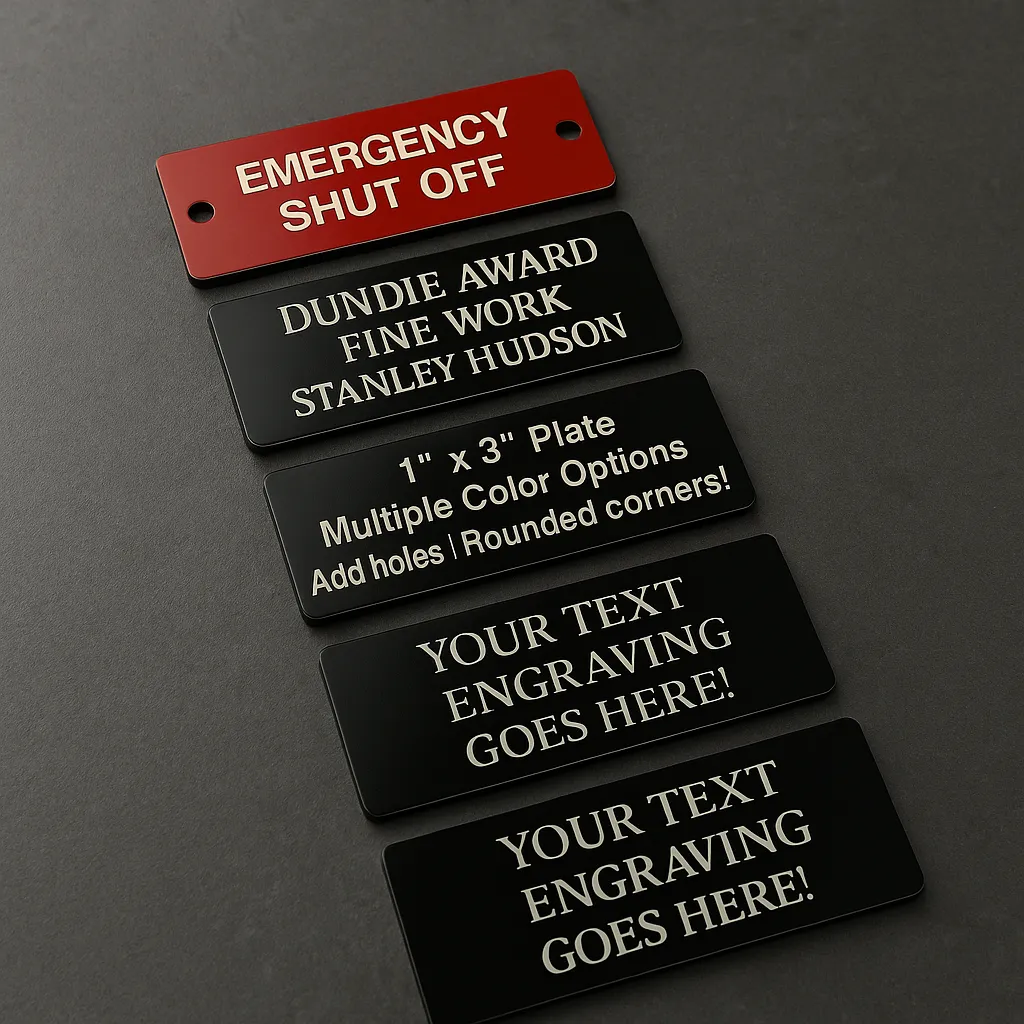 EMERGENCY
SHUT OFF
DUNDIE AWARD
FINE WORK
STANLEY HUDSON
1" x 3" Plate
Multiple Color Options
Add holes | Rounded corners!
YOUR TEXT
ENGRAVING
GOES HERE!
YOUR TEXT
ENGRAVING
GOES HERE!